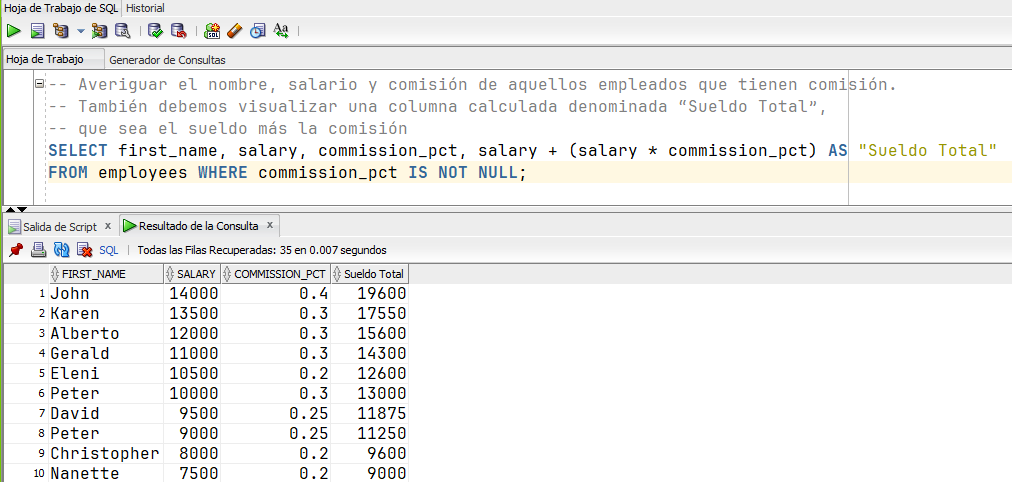 Hoja de Trabajo de SQL Historial
Hoja de Trabajo Generador de Consultas
-- Averiguar el nombre, salario y comisión de aquellos empleados que tienen comisión.
-- También debemos visualizar una columna calculada denominada “Sueldo Total”,
-- que sea el sueldo más la comisión
SELECT first_name, salary, commission_pct, salary + (salary * commission_pct) AS "Sueldo Total"
FROM employees WHERE commission_pct IS NOT NULL;
Salida de Script x Resultado de la Consulta x
SQL | Todas las Filas Recuperadas: 35 en 0.007 segundos
FIRST_NAME SALARY COMMISSION_PCT Sueldo Total
1 John 14000 0.4 19600
2 Karen 13500 0.3 17550
3 Alberto 12000 0.3 15600
4 Gerald 11000 0.3 14300
5 Eleni 10500 0.2 12600
6 Peter 10000 0.3 13000
7 David 9500 0.25 11875
8 Peter 9000 0.25 11250
9 Christopher 8000 0.2 9600
10 Nanette 7500 0.2 9000